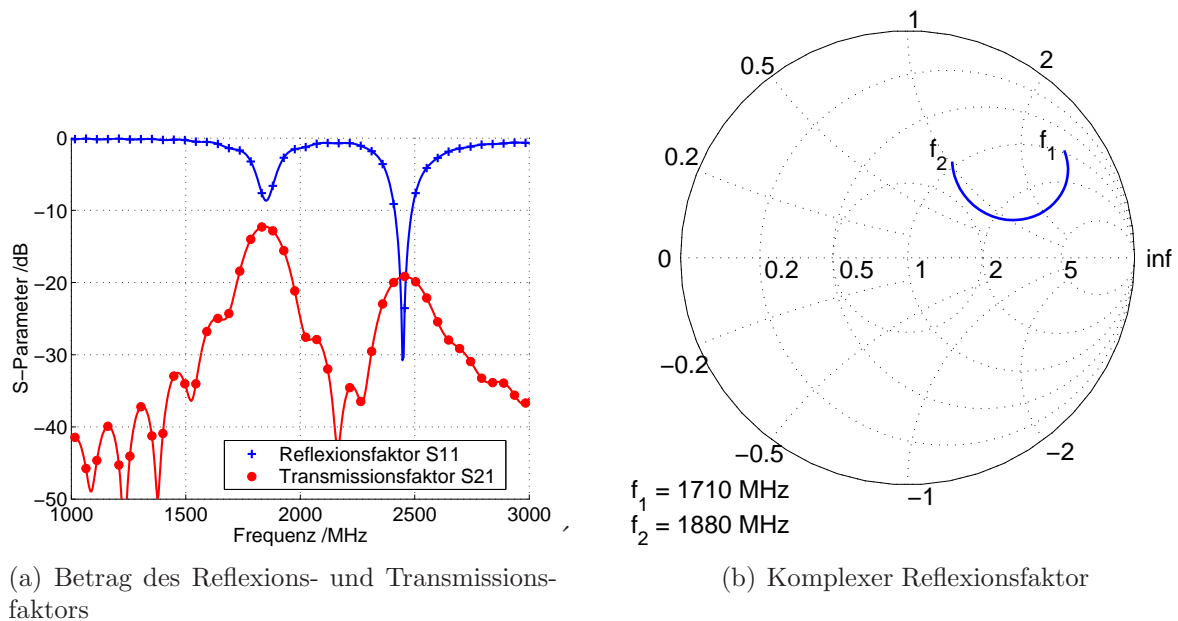 0
−10
−20
−30
−40
−50
S−Parameter /dB
1000
1500
2000
2500
3000
Frequenz /MHz
Reflexionsfaktor S11
Transmissionsfaktor S21
(a) Betrag des Reflexions- und Transmissions-
faktors
1
0.5
2
0.2
f2
f1
0
0.2
0.5
1
2
5
inf
−0.2
−0.5
−2
−1
f1 = 1710 MHz
f2 = 1880 MHz
(b) Komplexer Reflexionsfaktor